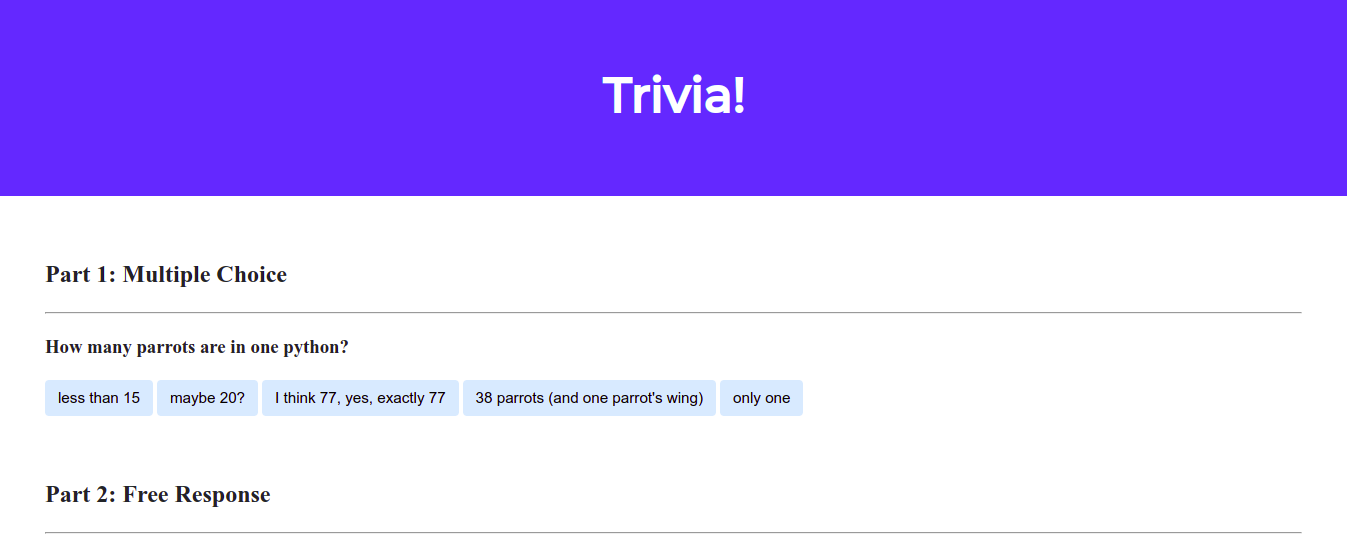 Trivia!
Part 1: Multiple Choice
How many parrots are in one python?
less than 15 maybe 20? I think 77, yes, exactly 77 38 parrots (and one parrot's wing) only one
Part 2: Free Response